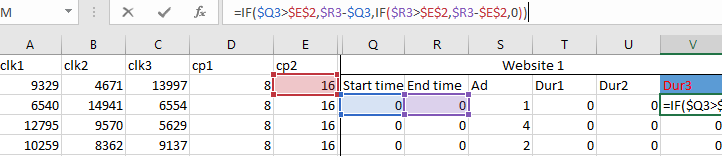 M =IF($Q3>$E$2,$R3-$Q3,IF($R3>$E$2,$R3-$E$2,0))
A B C D E Q R S T U V
clk1 clk2 clk3 cp1 cp2 Website 1
9329 4671 13997 8 16 Start time End time Ad Dur1 Dur2 Dur3
6540 14941 6554 8 16 0 0 1 0 0 =IF($Q3>$
12795 9570 5629 8 16 0 0 4 0 0 0
10259 8362 9137 8 16 0 0 2 0 0 0